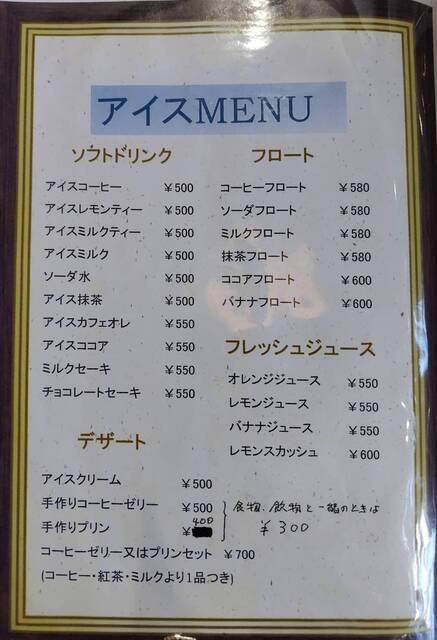 アイスMENU
ソフトドリンク
アイスコーヒー ￥500
アイスレモンティー ￥500
アイスミルクティー ￥500
アイスミルク ￥500
ソーダ水 ￥500
アイス抹茶 ￥500
アイスカフェオレ ￥550
アイスココア ￥550
ミルクセーキ ￥550
チョコレートセーキ ￥550
フロート
コーヒーフロート ￥580
ソーダフロート ￥580
ミルクフロート ￥580
抹茶フロート ￥580
ココアフロート ￥600
バナナフロート ￥600
フレッシュジュース
オレンジジュース ￥550
レモンジュース ￥550
バナナジュース ￥550
レモンスカッシュ ￥600
デザート
アイスクリーム ￥500
手作りコーヒーゼリー ￥500
手作りプリン ￥400
食物、飲物と一緒のときは
￥300
コーヒーゼリー又はプリンセット ￥700
(コーヒー・紅茶・ミルクより1品つき)